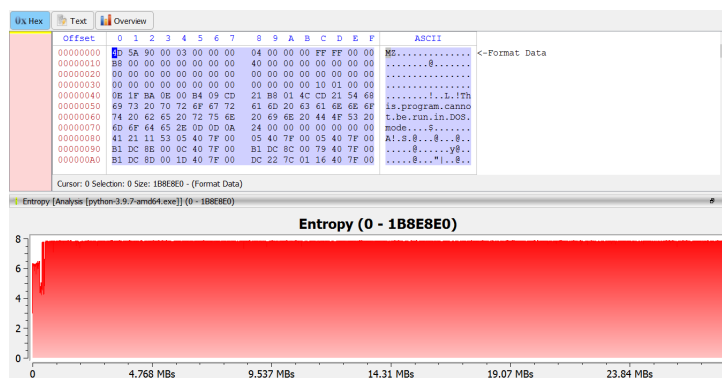 0x Hex Text Overview
Offset 0 1 2 3 4 5 6 7 8 9 A B C D E F ASCII
00000000 4D 5A 90 00 03 00 00 00 04 00 00 00 FF FF 00 00 MZ.............. <-Format Data
00000010 B8 00 00 00 00 00 00 00 40 00 00 00 00 00 00 00 ........@.......
00000020 00 00 00 00 00 00 00 00 00 00 00 00 00 00 00 00 ................
00000030 00 00 00 00 00 00 00 00 00 00 00 00 10 01 00 00 ................
00000040 0E 1F BA 0E 00 B4 09 CD 21 B8 01 4C CD 21 54 68 ........!..L.!Th
00000050 69 73 20 70 72 6F 67 72 61 6D 20 63 61 6E 6E 6F is.program.canno
00000060 74 20 62 65 20 72 75 6E 20 69 6E 20 44 4F 53 20 t.be.run.in.DOS.
00000070 6D 6F 64 65 2E 0D 0D 0A 24 00 00 00 00 00 00 00 mode....$.......
00000080 41 21 11 53 05 40 7F 00 05 40 7F 00 05 40 7F 00 A!.S.@...@...@..
00000090 B1 DC 8E 00 0C 40 7F 00 B1 DC 8C 00 79 40 7F 00 .....@......y@..
000000A0 B1 DC 8D 00 1D 40 7F 00 DC 22 7C 01 16 40 7F 00 .....@..."|..@..
Cursor: 0 Selection: 0 Size: 1B8E8E0 - (Format Data)
Entropy [Analysis [python-3.9.7-amd64.exe]] (0 - 1B8E8E0)
Entropy (0 - 1B8E8E0)
8
6
4
2
0
0 4.768 MBs 9.537 MBs 14.31 MBs 19.07 MBs 23.84 MBs